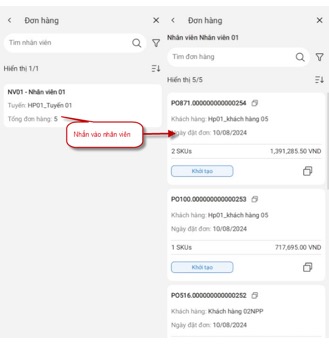 Đơn hàng
Tìm nhân viên
Hiển thị 1/1
NV01 - Nhân viên 01
Tuyến: HP01_Tuyến 01
Tổng đơn hàng: 5
Nhấn vào nhân viên
Đơn hàng
Nhân viên Nhân viên 01
Tìm đơn hàng
Hiển thị 5/5
PO871.000000000000254
Khách hàng: Hp01_khách hàng 05
Ngày đặt đơn: 10/08/2024
2 SKUs 1,391,285.50 VND
Khởi tạo
PO100.000000000000253
Khách hàng: Hp01_khách hàng 05
Ngày đặt đơn: 10/08/2024
1 SKUs 717,695.00 VND
Khởi tạo
PO516.000000000000252
Khách hàng: Khách hàng 02NPP
Ngày đặt đơn: 10/08/2024